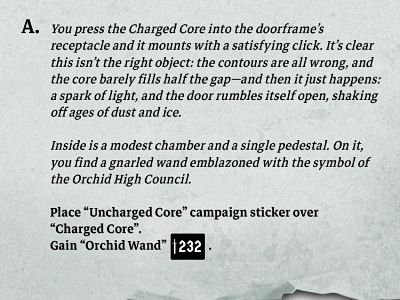 A. You press the Charged Core into the doorframe’s
receptacle and it mounts with a satisfying click. It’s clear
this isn’t the right object: the contours are all wrong, and
the core barely fills half the gap—and then it just happens:
a spark of light, and the door rumbles itself open, shaking
off ages of dust and ice.
Inside is a modest chamber and a single pedestal. On it,
you find a gnarled wand emblazoned with the symbol of
the Orchid High Council.
Place “Uncharged Core” campaign sticker over
“Charged Core”.
Gain “Orchid Wand” 232 .